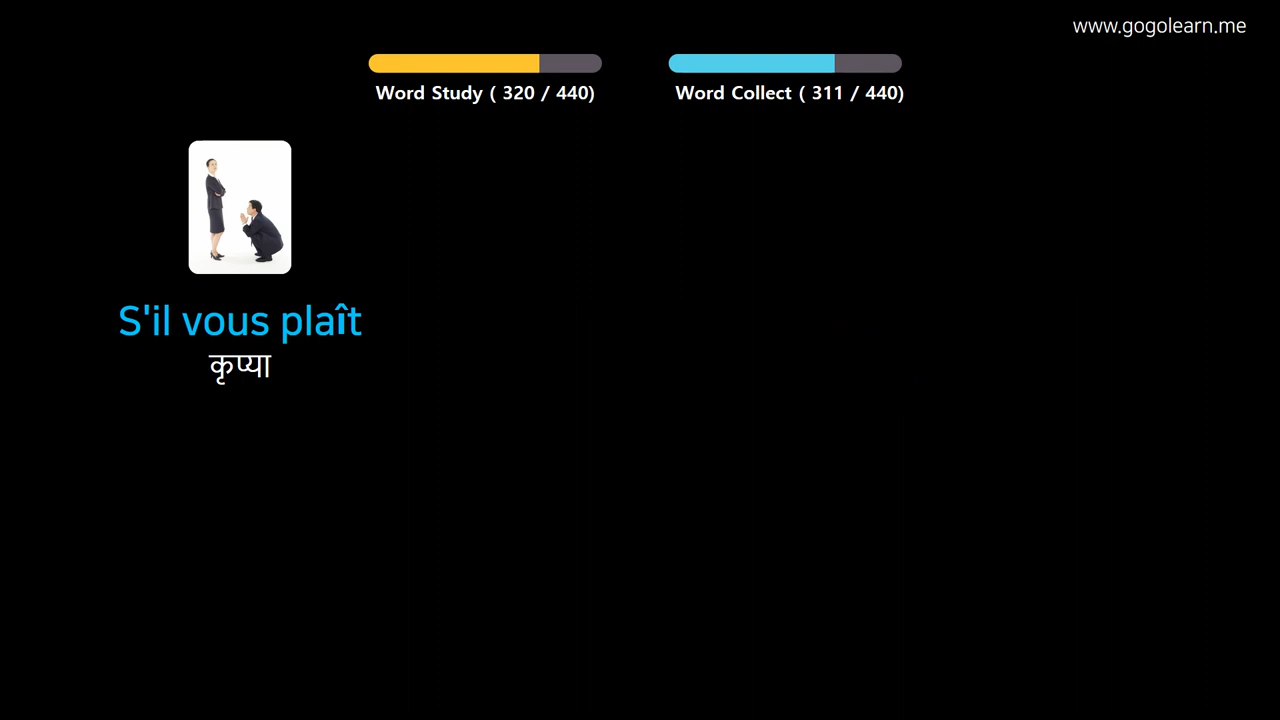 www.gogolearn.me
Word Study ( 320 / 440)
Word Collect ( 311 / 440)
S'il vous plaît
कृप्या